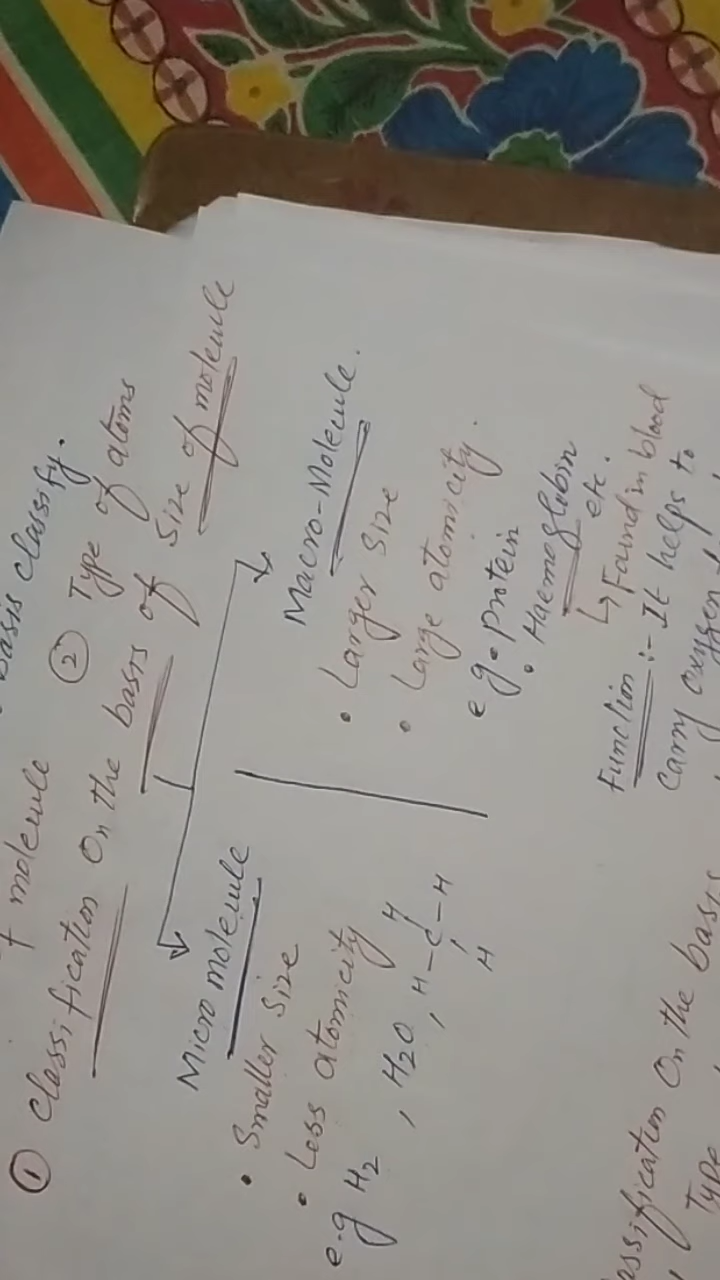 basis classify.
f molecule ② Type of atoms
① Classification On the basis of Size of molecule
Micro molecule
• Smaller Size
• Less atomicity
e.g H2 , H2O , H-C-H
H
H
Macro-Molecule.
• Larger Size
• Large atomicity.
eg • Protein
• Haemoglobin
etc.
↳ Found in blood
Function :- It helps to
carry oxygen
assification On the basis
Type